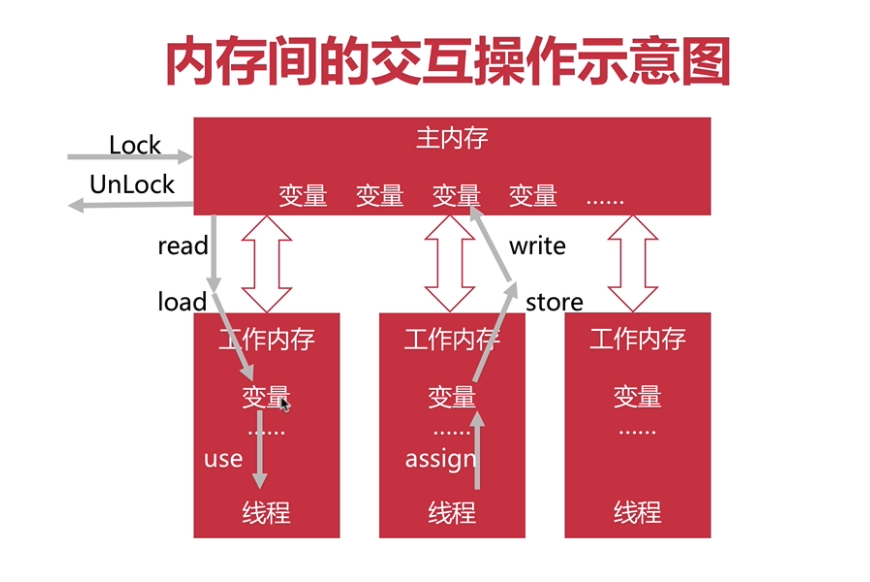 内存间的交互操作示意图
主内存
Lock
UnLock
变量 变量 变量 变量 ......
read
write
load
store
工作内存 工作内存 工作内存
变量 变量 变量
...... ...... ......
use
assign
线程 线程 线程